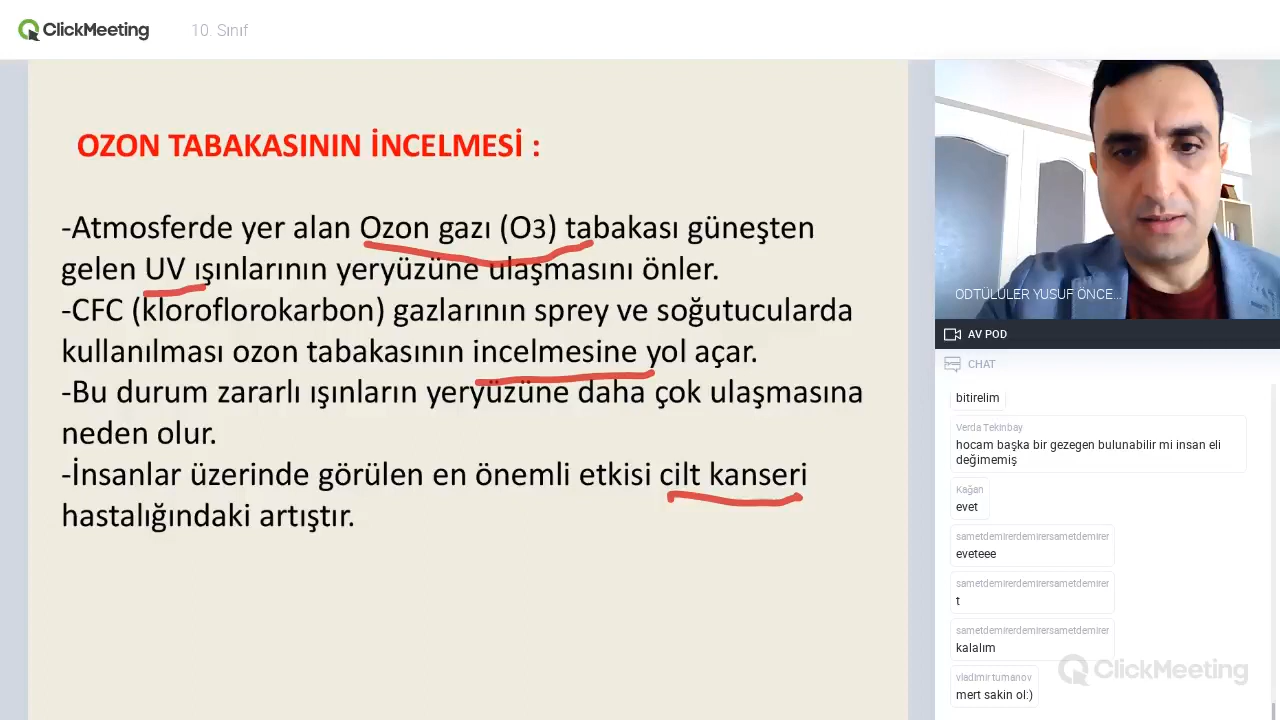 ClickMeeting
10. Sınıf
OZON TABAKASININ İNCELMESİ :
-Atmosferde yer alan Ozon gazı (O3) tabakası güneşten
gelen UV ışınlarının yeryüzüne ulaşmasını önler.
-CFC (kloroflorokarbon) gazlarının sprey ve soğutucularda
kullanılması ozon tabakasının incelmesine yol açar.
-Bu durum zararlı ışınların yeryüzüne daha çok ulaşmasına
neden olur.
-İnsanlar üzerinde görülen en önemli etkisi cilt kanseri
hastalığındaki artıştır.
ODTÜLÜLER YUSUF ÖNCE...
AV POD
CHAT
bitirelim
Verda Tekinbay
hocam başka bir gezegen bulunabilir mi insan eli
değimemiş
Kağan
evet
sametdemirerdemirersametdemirer
eveteee
sametdemirerdemirersametdemirer
t
sametdemirerdemirersametdemirer
kalalım
vladimir tumanov
mert sakin ol:)
ClickMeeting